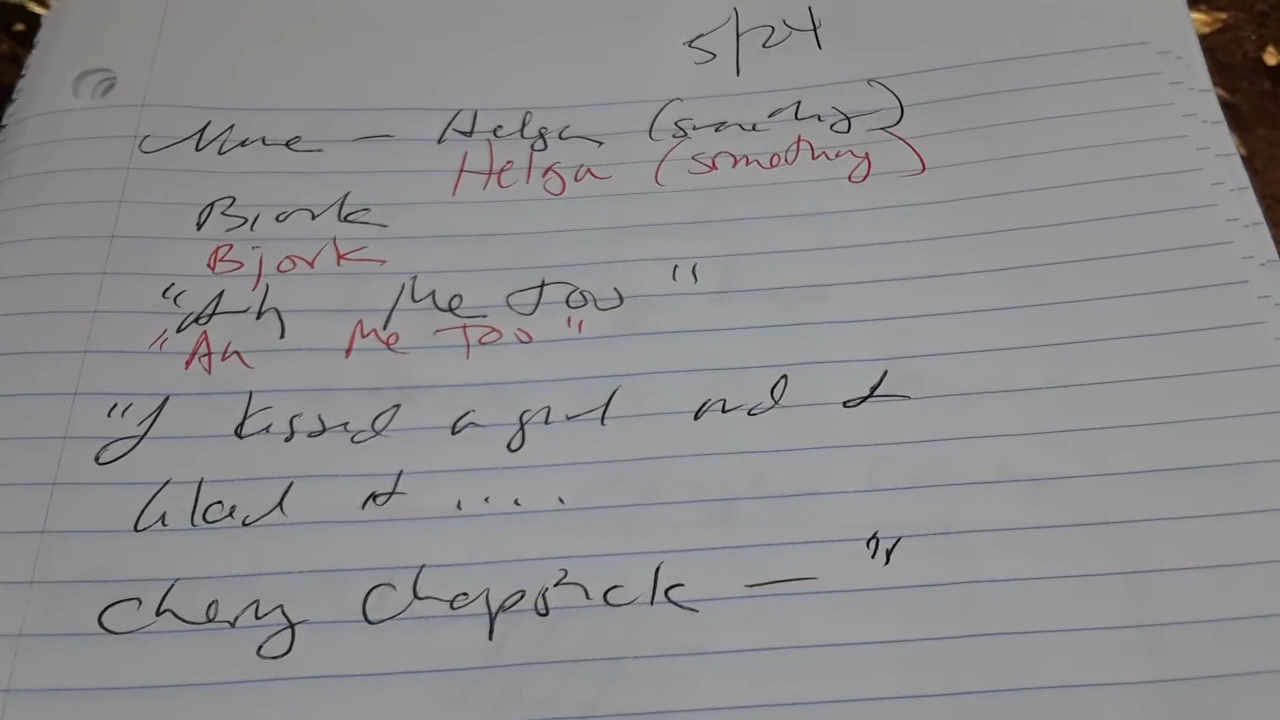 5/24
Mine - Helga (something)
Helga (something)
Bjork
Bjork
"Ah Me Too"
"Ah Me Too"
"I kissed a girl and I
liked it ....
Cherry Chapstick — "